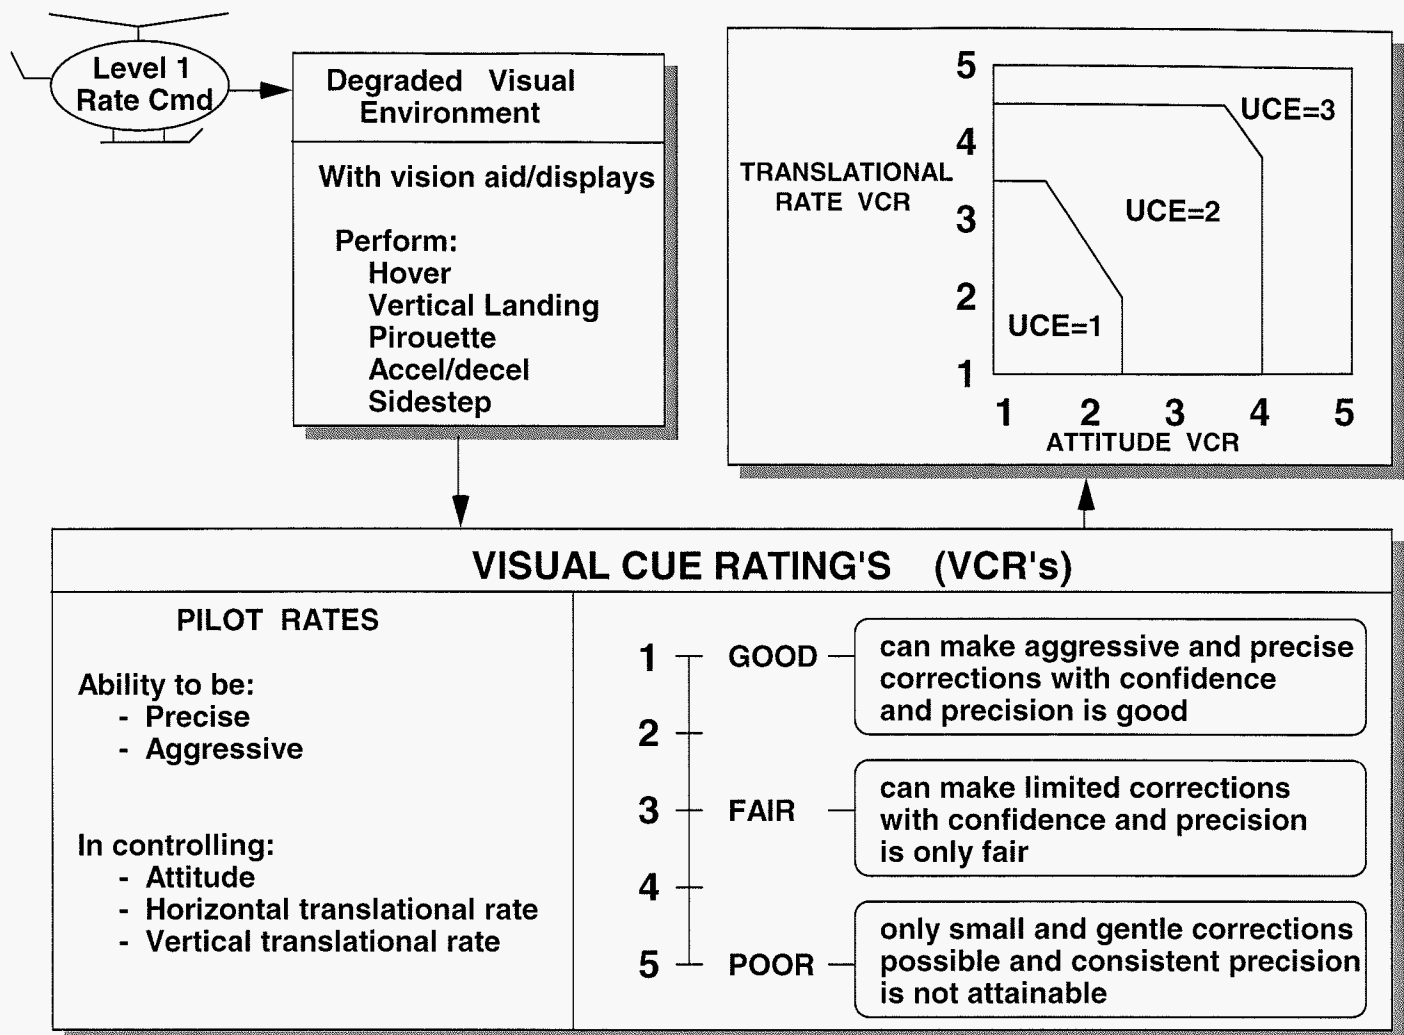 Level 1
Rate Cmd
Degraded Visual
Environment
With vision aid/displays
Perform:
Hover
Vertical Landing
Pirouette
Accel/decel
Sidestep
5
4
3
2
1
TRANSLATIONAL
RATE VCR
UCE=3
UCE=2
UCE=1
1 2 3 4 5
ATTITUDE VCR
VISUAL CUE RATING'S (VCR's)
PILOT RATES
Ability to be:
- Precise
- Aggressive
In controlling:
- Attitude
- Horizontal translational rate
- Vertical translational rate
1 GOOD
can make aggressive and precise
corrections with confidence
and precision is good
2
3 FAIR
can make limited corrections
with confidence and precision
is only fair
4
5 POOR
only small and gentle corrections
possible and consistent precision
is not attainable